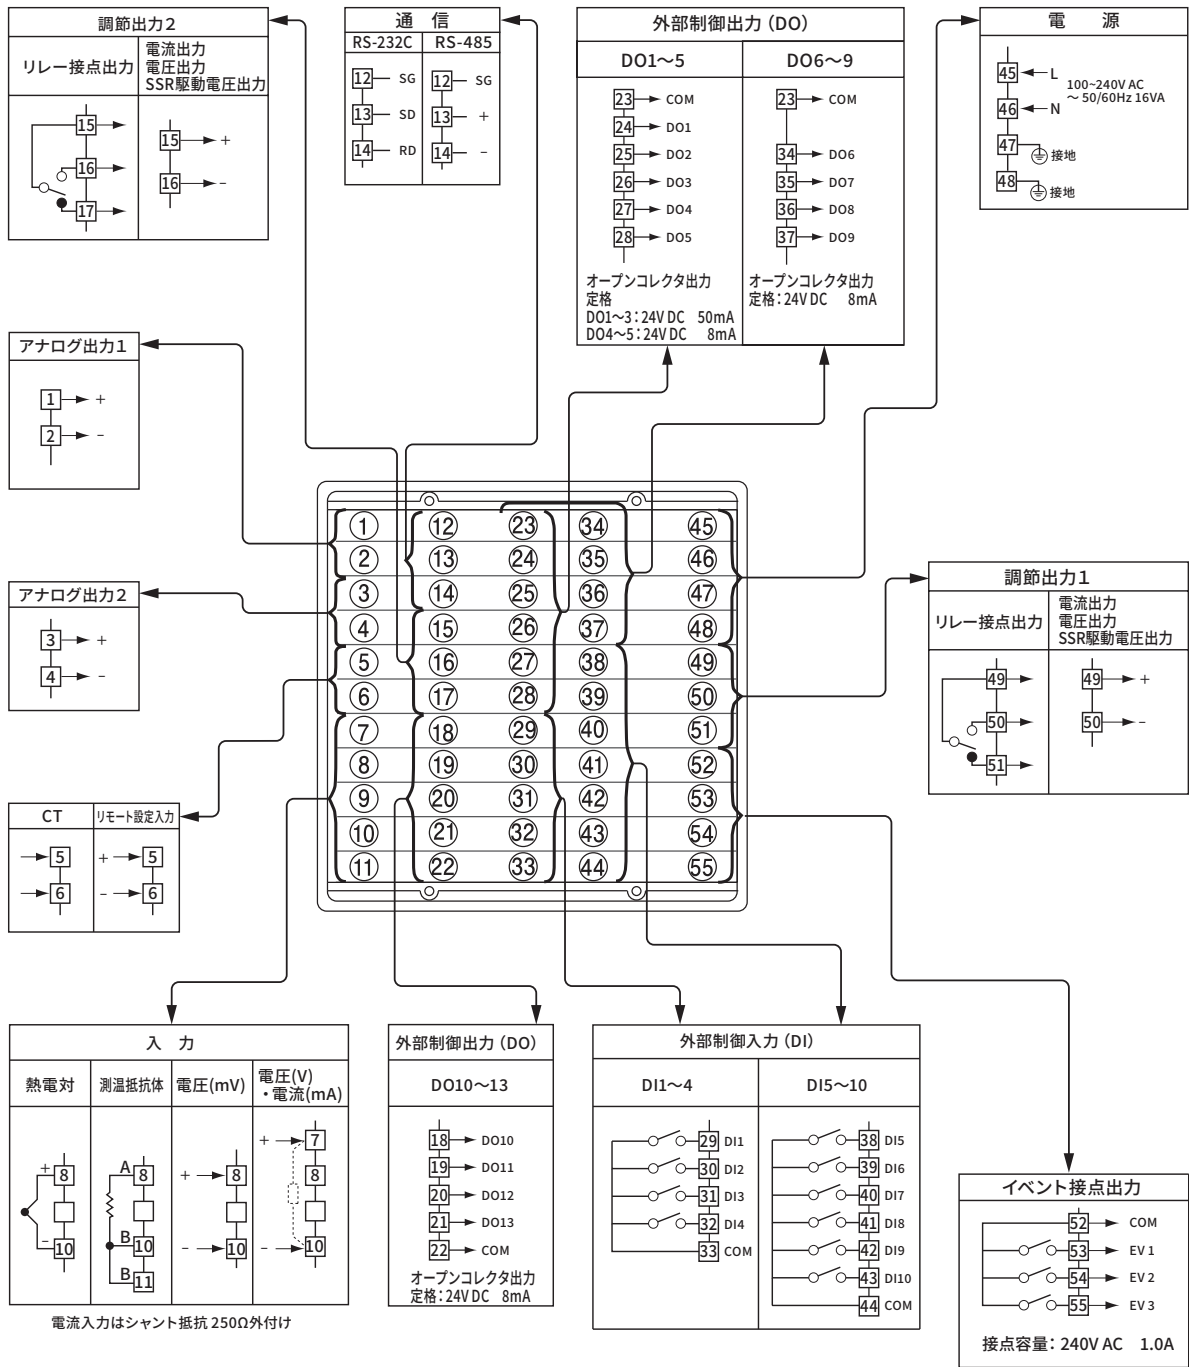 調節出力2
リレー接点出力
電流出力
電圧出力
SSR駆動電圧出力
15
16
17
15 +
16 -
通 信
RS-232C RS-485
12 SG
13 SD
14 RD
12 SG
13 +
14 -
外部制御出力（DO）
DO1～5
DO6～9
23 COM
24 DO1
25 DO2
26 DO3
27 DO4
28 DO5
オープンコレクタ出力
定格
DO1～3：24V DC 50mA
DO4～5：24V DC 8mA
23 COM
34 DO6
35 DO7
36 DO8
37 DO9
オープンコレクタ出力
定格：24V DC 8mA
電 源
45 L
46 N
100~240V AC
～ 50/60Hz 16VA
47 接地
48 接地
アナログ出力1
1 +
2 -
アナログ出力2
3 +
4 -
CT リモート設定入力
5 + 5
6 - 6
1 12 23 34 45
2 13 24 35 46
3 14 25 36 47
4 15 26 37 48
5 16 27 38 49
6 17 28 39 50
7 18 29 40 51
8 19 30 41 52
9 20 31 42 53
10 21 32 43 54
11 22 33 44 55
調節出力1
リレー接点出力
電流出力
電圧出力
SSR駆動電圧出力
49
50
51
49 +
50 -
入 力
熱電対
測温抵抗体
電圧(mV)
電圧(V)
・電流(mA)
+ 8
- 10
A 8
B 10
B 11
+ 8
- 10
+ 7
8
- 10
電流入力はシャント抵抗 250Ω外付け
外部制御出力（DO）
DO10～13
18 DO10
19 DO11
20 DO12
21 DO13
22 COM
オープンコレクタ出力
定格：24V DC 8mA
外部制御入力（DI）
DI1～4
DI5～10
29 DI1
30 DI2
31 DI3
32 DI4
33 COM
38 DI5
39 DI6
40 DI7
41 DI8
42 DI9
43 DI10
44 COM
イベント接点出力
52 COM
53 EV 1
54 EV 2
55 EV 3
接点容量：240V AC 1.0A